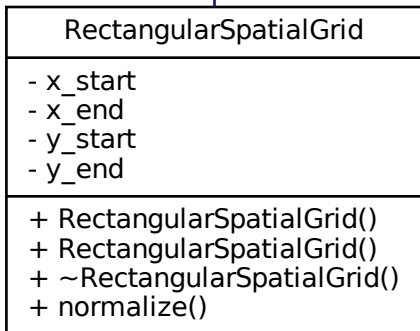 RectangularSpatialGrid
- x_start
- x_end
- y_start
- y_end
+ RectangularSpatialGrid()
+ RectangularSpatialGrid()
+ ~RectangularSpatialGrid()
+ normalize()